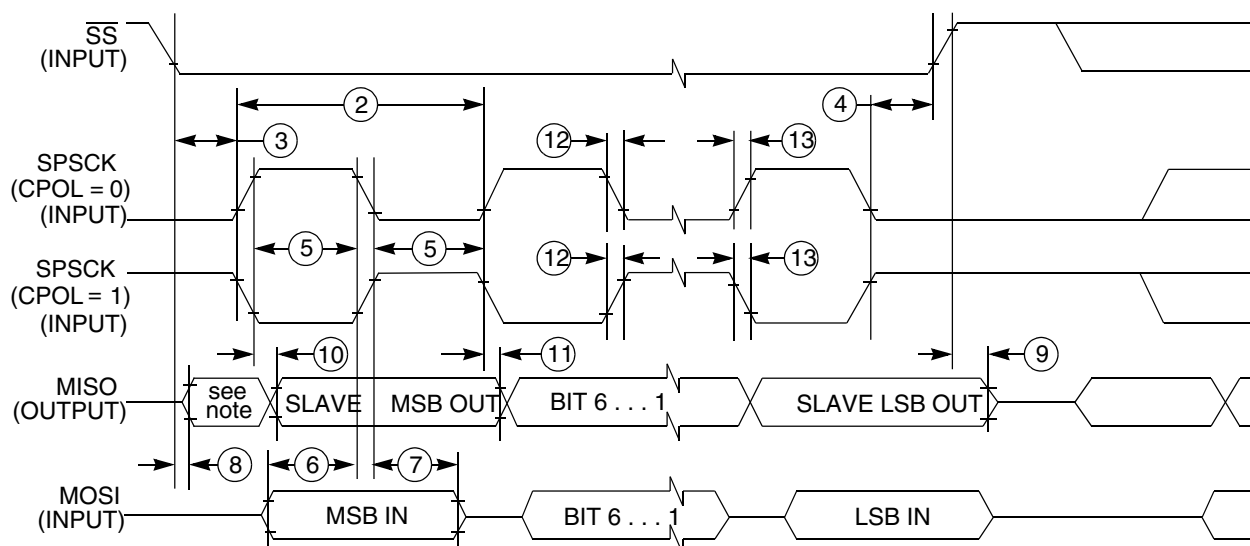 SS
(INPUT)
2
4
3
12
13
SPSCK
(CPOL = 0)
(INPUT)
5
5
12
13
SPSCK
(CPOL = 1)
(INPUT)
10
11
9
MISO
(OUTPUT)
see
note
SLAVE
MSB OUT
BIT 6 . . . 1
SLAVE LSB OUT
8
6
7
MOSI
(INPUT)
MSB IN
BIT 6 . . . 1
LSB IN